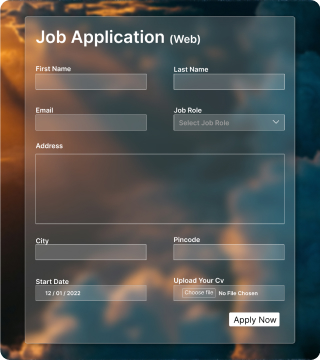 Job Application (Web)
First Name
Last Name
Email
Job Role
Select Job Role
Address
City
Pincode
Start Date
Upload Your Cv
12 / 01 / 2022
Choose file No File Chosen
Apply Now